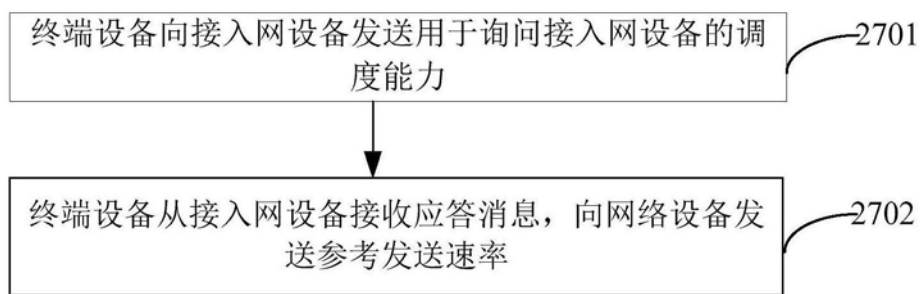 终端设备向接入网设备发送用于询问接入网设备的调
度能力
2701
终端设备从接入网设备接收应答消息，向网络设备发
送参考发送速率
2702